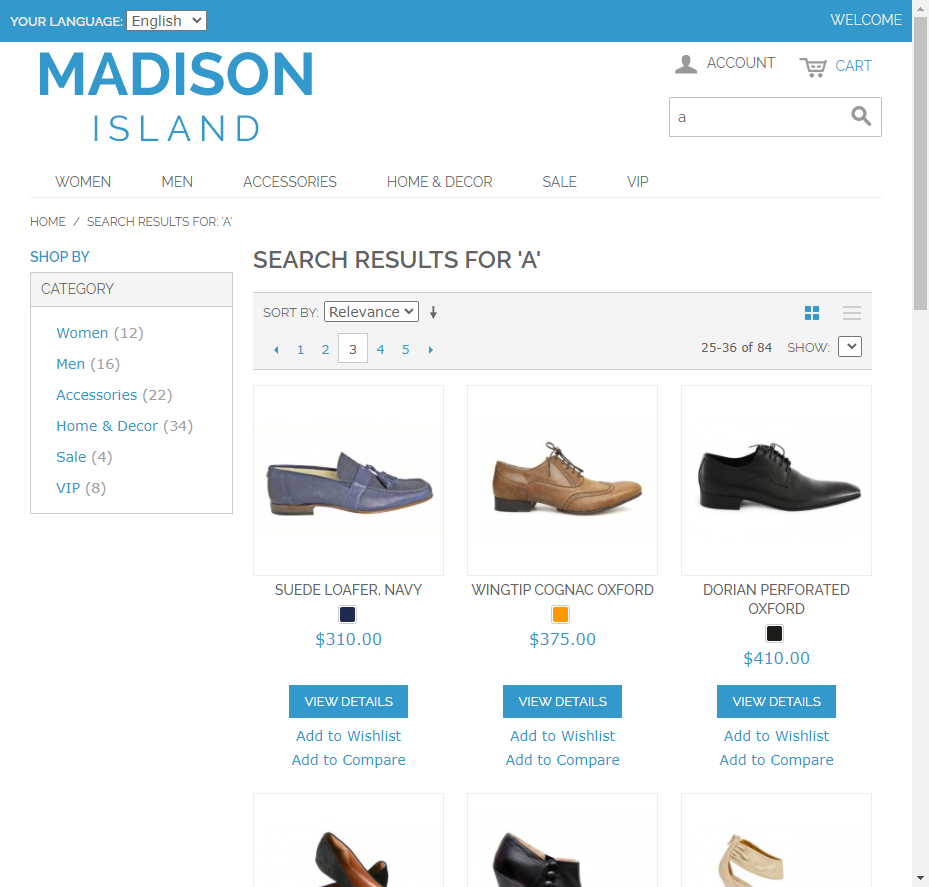 YOUR LANGUAGE: English
WELCOME
MADISON
ISLAND
ACCOUNT
CART
a
WOMEN MEN ACCESSORIES HOME & DECOR SALE VIP
HOME / SEARCH RESULTS FOR: 'A'
SHOP BY
CATEGORY
Women (12)
Men (16)
Accessories (22)
Home & Decor (34)
Sale (4)
VIP (8)
SEARCH RESULTS FOR 'A'
SORT BY: Relevance
1 2 3 4 5
25-36 of 84 SHOW:
SUEDE LOAFER, NAVY
$310.00
VIEW DETAILS
Add to Wishlist
Add to Compare
WINGTIP COGNAC OXFORD
$375.00
VIEW DETAILS
Add to Wishlist
Add to Compare
DORIAN PERFORATED
OXFORD
$410.00
VIEW DETAILS
Add to Wishlist
Add to Compare